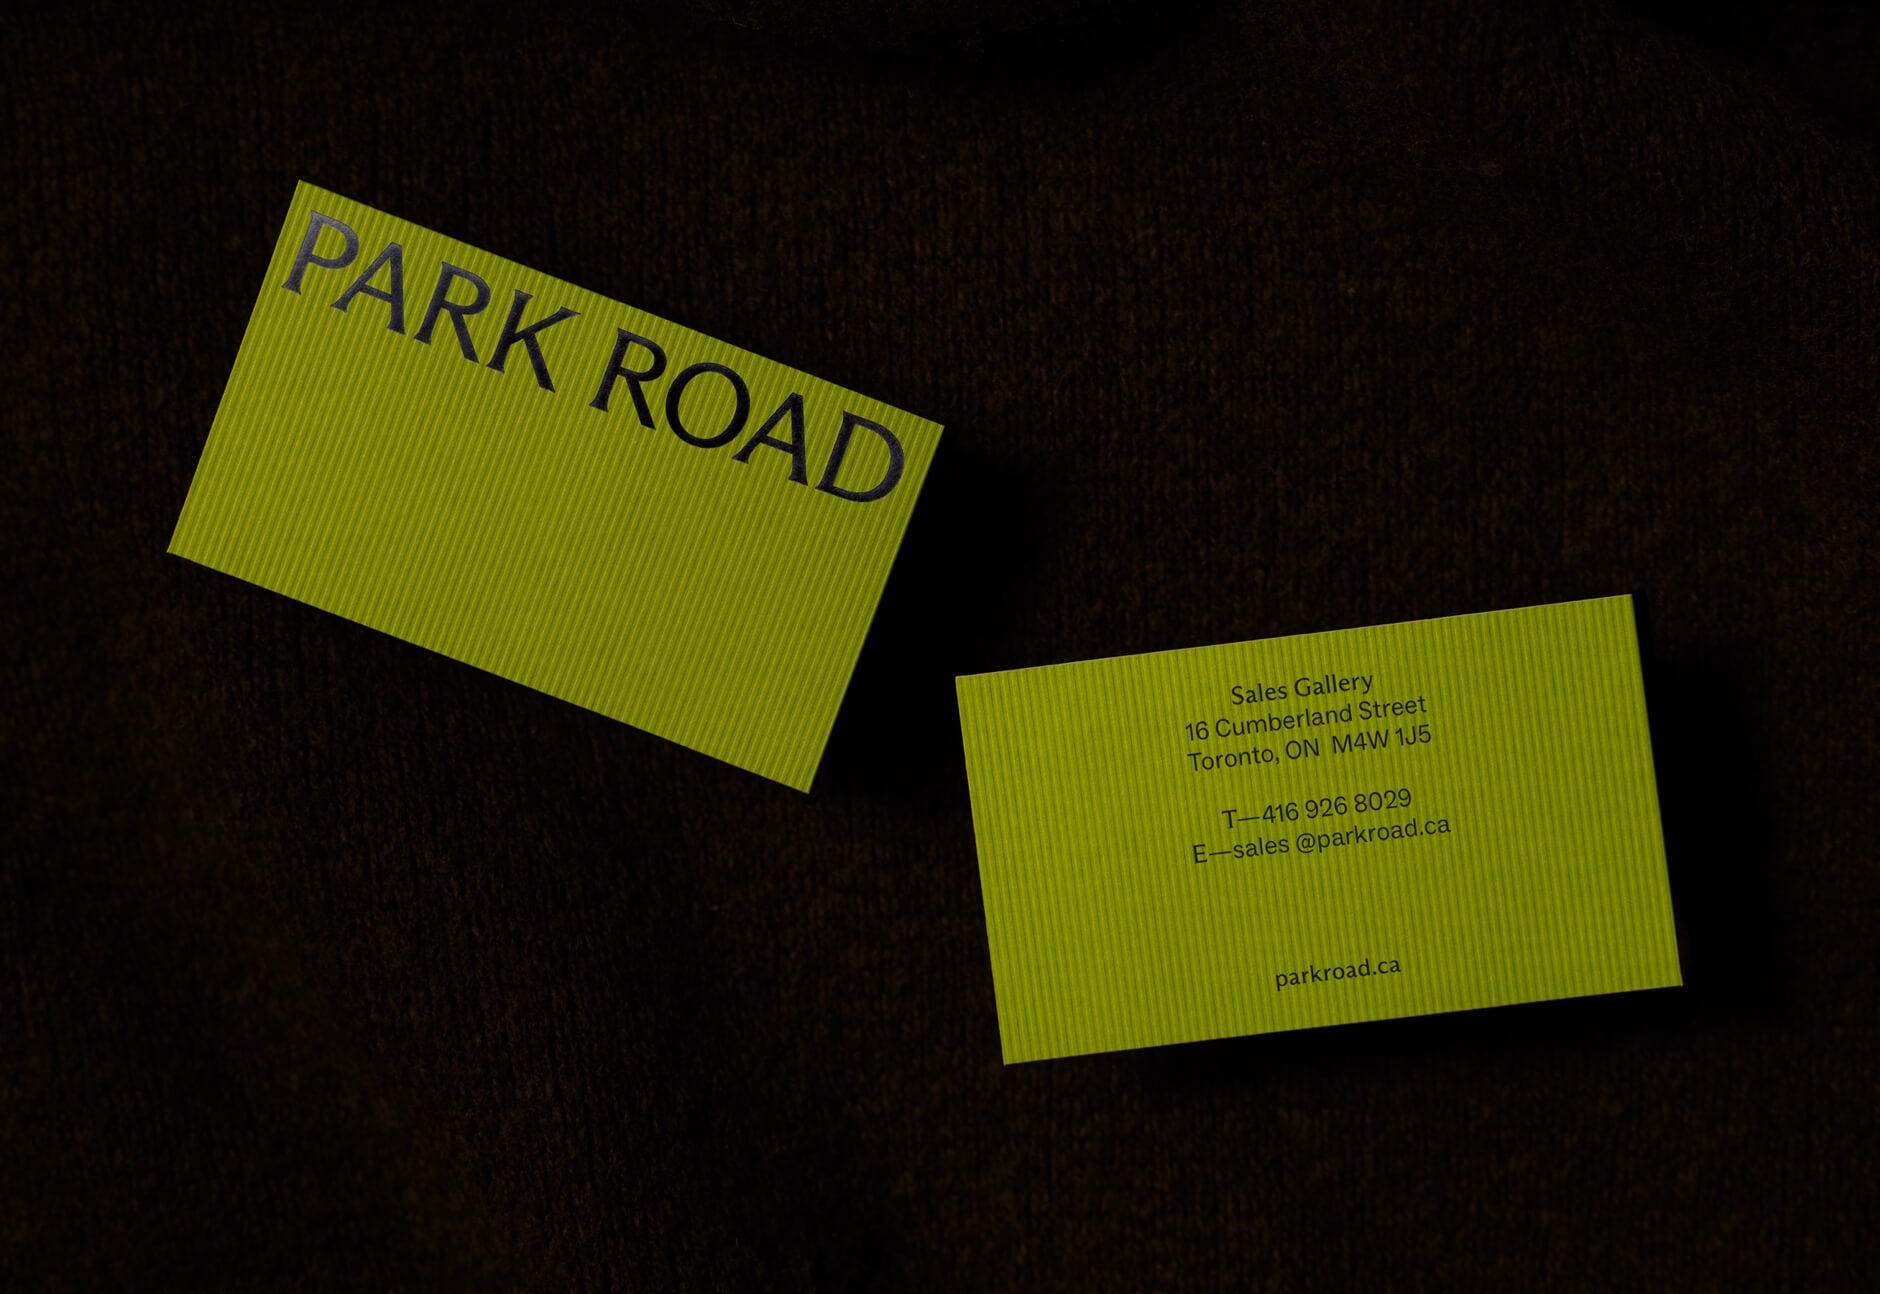 PARK ROAD
Sales Gallery
16 Cumberland Street
Toronto, ON  M4W 1J5
T—416 926 8029
E—sales @parkroad.ca
parkroad.ca